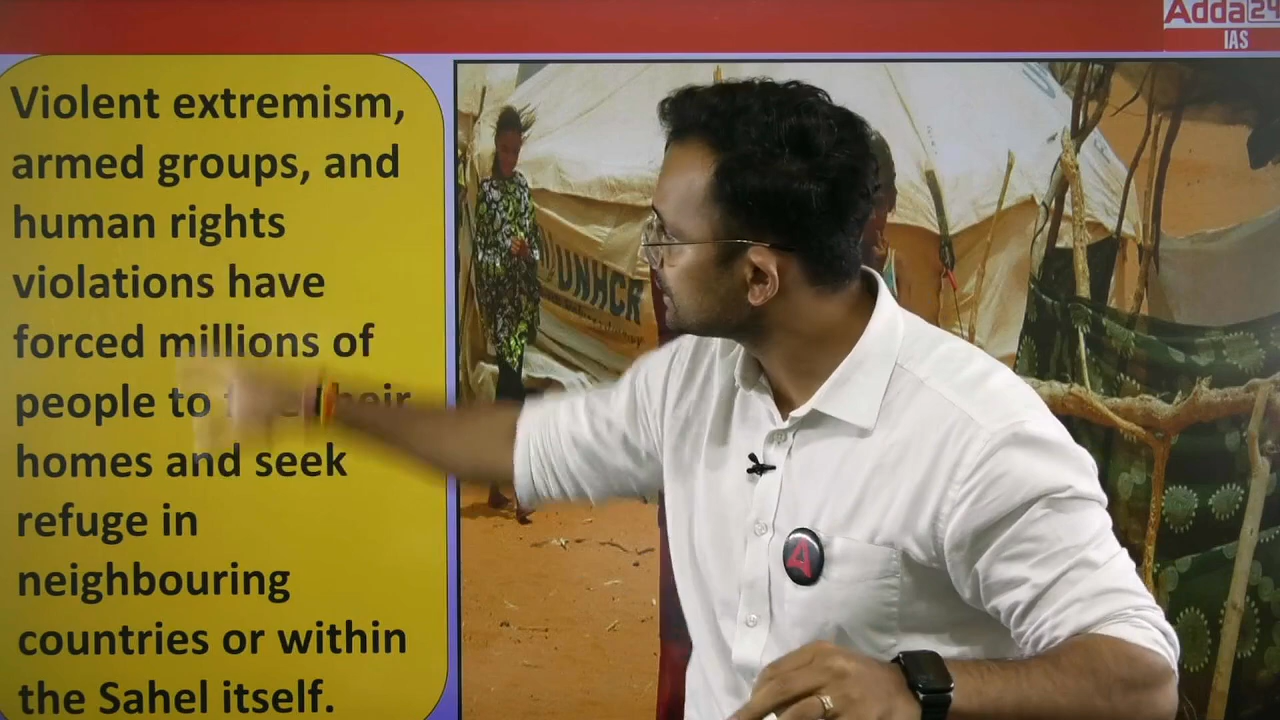 Adda24
IAS
Violent extremism,
armed groups, and
human rights
violations have
forced millions of
people to their
homes and seek
refuge in
neighbouring
countries or within
the Sahel itself.
UNHCR
A